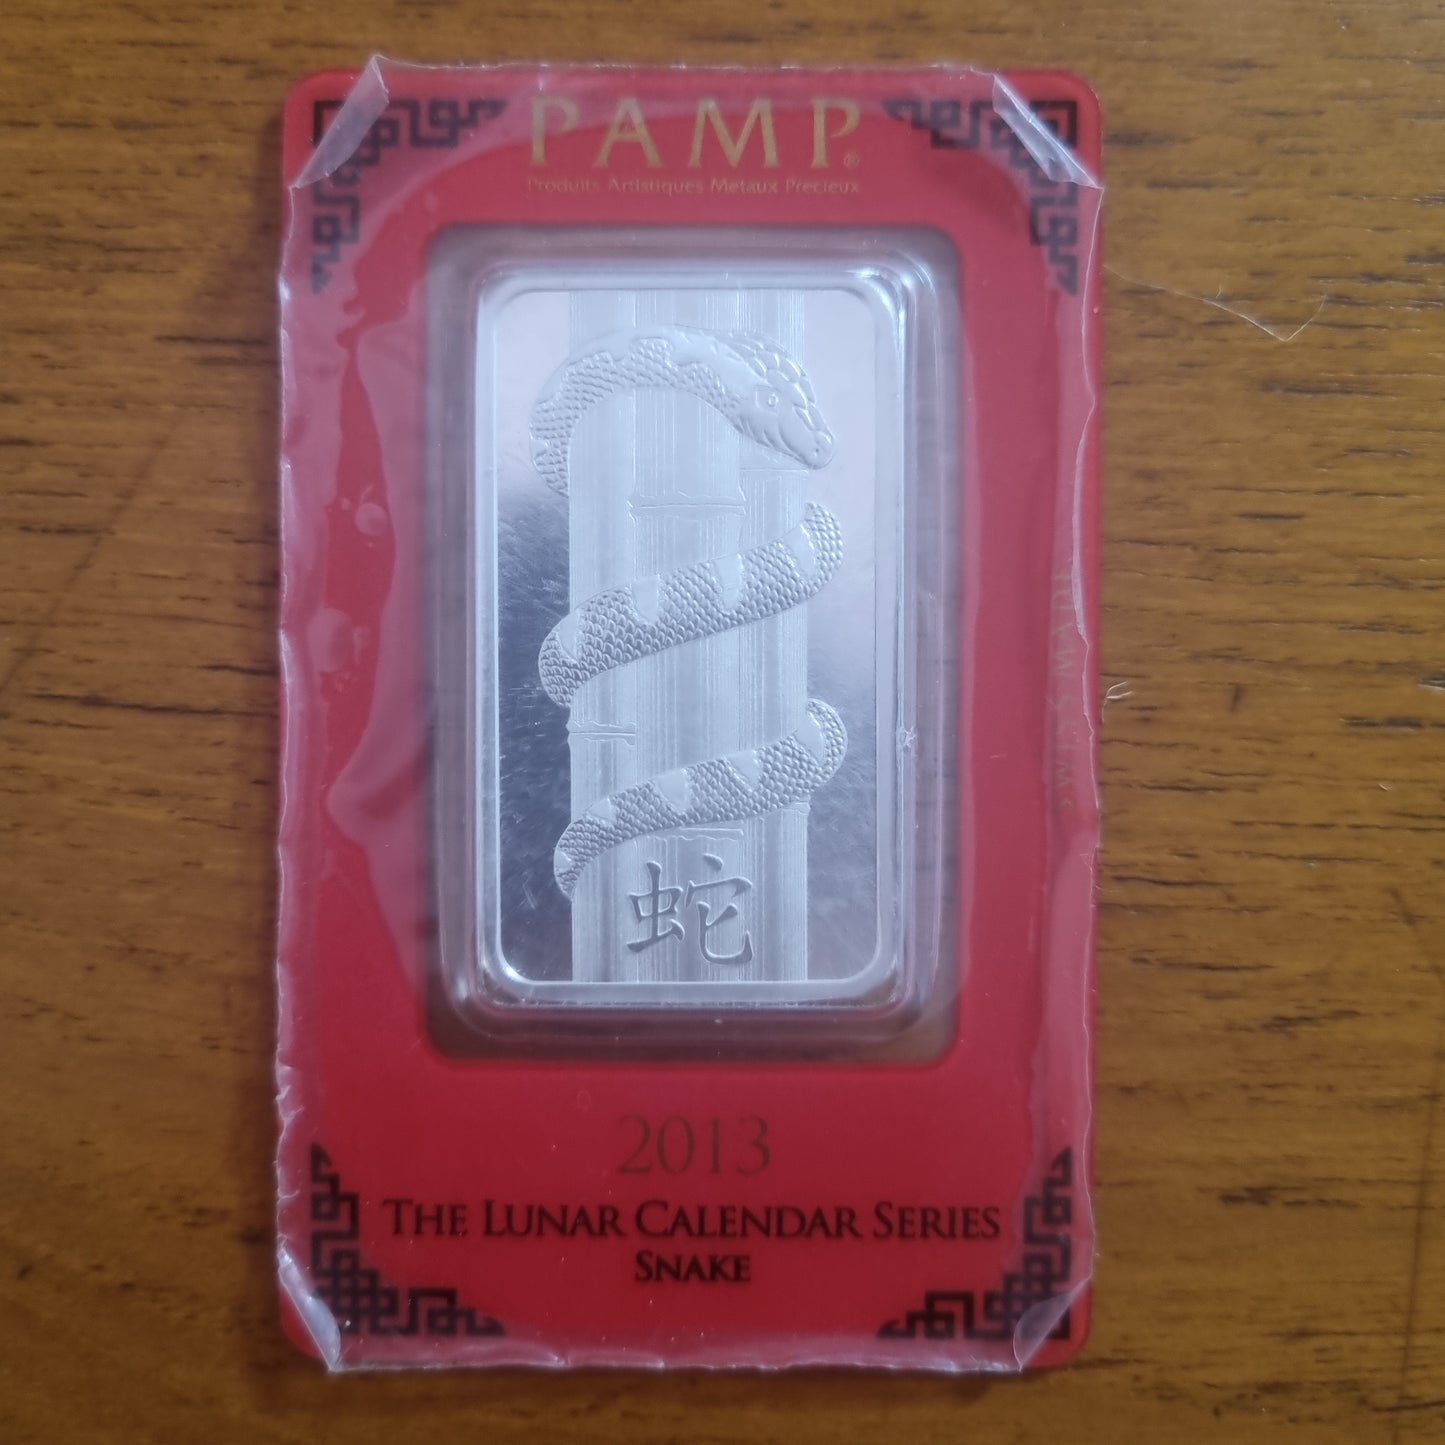 PAMP®
Produits Artistiques Metaux Precieux
蛇
2013
THE LUNAR CALENDAR SERIES
SNAKE